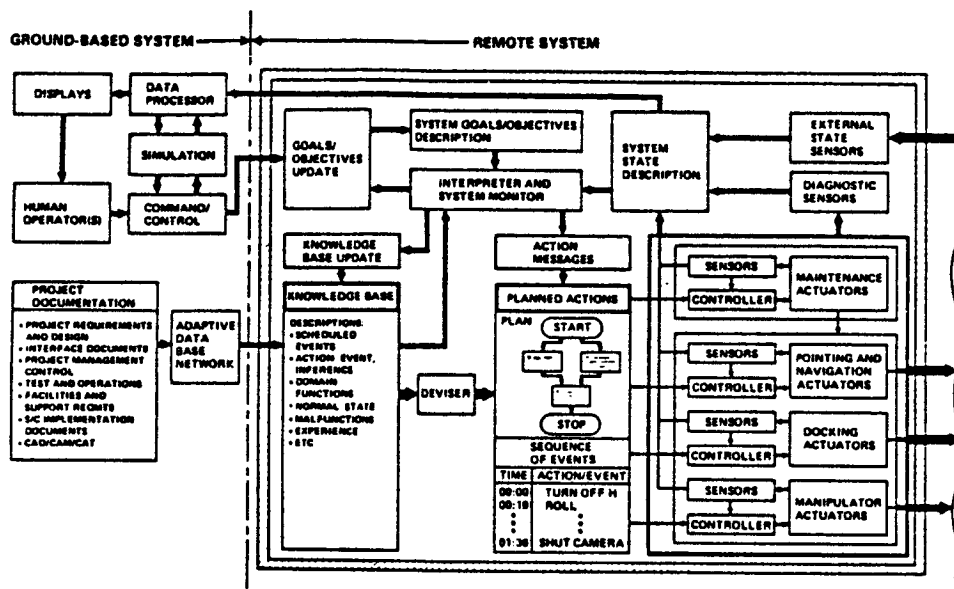 GROUND-BASED SYSTEM
REMOTE SYSTEM
DISPLAYS
DATA
PROCESSOR
SIMULATION
HUMAN
OPERATOR(S)
COMMAND/
CONTROL
GOALS/
OBJECTIVES
UPDATE
SYSTEM GOALS/OBJECTIVES
DESCRIPTION
INTERPRETER AND
SYSTEM MONITOR
SYSTEM
STATE
DESCRIPTION
EXTERNAL
STATE
SENSORS
DIAGNOSTIC
SENSORS
KNOWLEDGE
BASE UPDATE
ACTION
MESSAGES
PROJECT
DOCUMENTATION
• PROJECT REQUIREMENTS
AND DESIGN
• INTERFACE DOCUMENTS
• PROJECT MANAGEMENT
CONTROL
• TEST AND OPERATIONS
• FACILITIES AND
SUPPORT REQMTS
• S/C IMPLEMENTATION
DOCUMENTS
• CAD/CAM/CAT
ADAPTIVE
DATA
BASE
NETWORK
KNOWLEDGE BASE
DESCRIPTIONS
• SCHEDULED
EVENTS
• ACTION EVENT,
INFERENCE
• DOMAIN
FUNCTIONS
• NORMAL STATE
• MALFUNCTIONS
• EXPERIENCE
• ETC
DEVISER
PLANNED ACTIONS
PLAN
START
STOP
SEQUENCE
OF EVENTS
TIME ACTION/EVENT
00:00 TURN OFF H
00:10 ROLL
01:36 SHUT CAMERA
SENSORS
CONTROLLER
MAINTENANCE
ACTUATORS
SENSORS
CONTROLLER
POINTING AND
NAVIGATION
ACTUATORS
SENSORS
CONTROLLER
DOCKING
ACTUATORS
SENSORS
CONTROLLER
MANIPULATOR
ACTUATORS